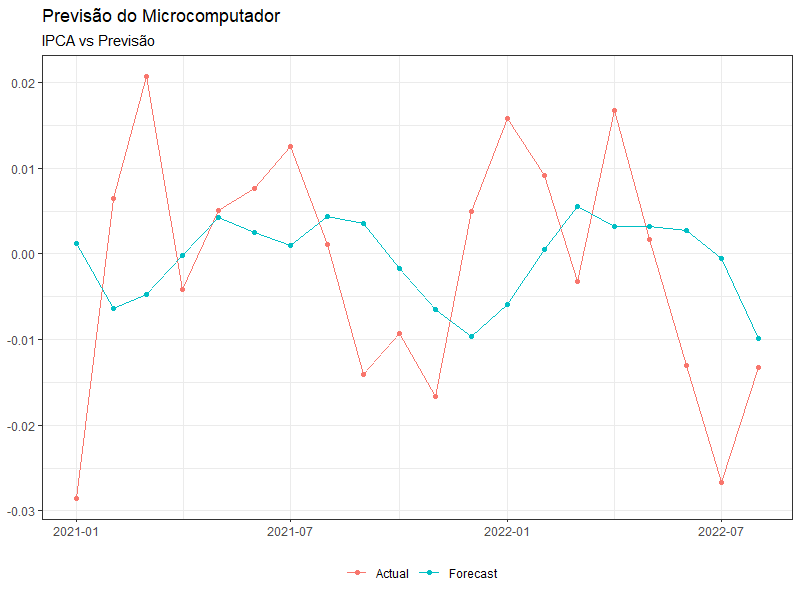 Previsão do Microcomputador
IPCA vs Previsão
0.02
0.01
0.00
-0.01
-0.02
-0.03
2021-01
2021-07
2022-01
2022-07
Actual
Forecast